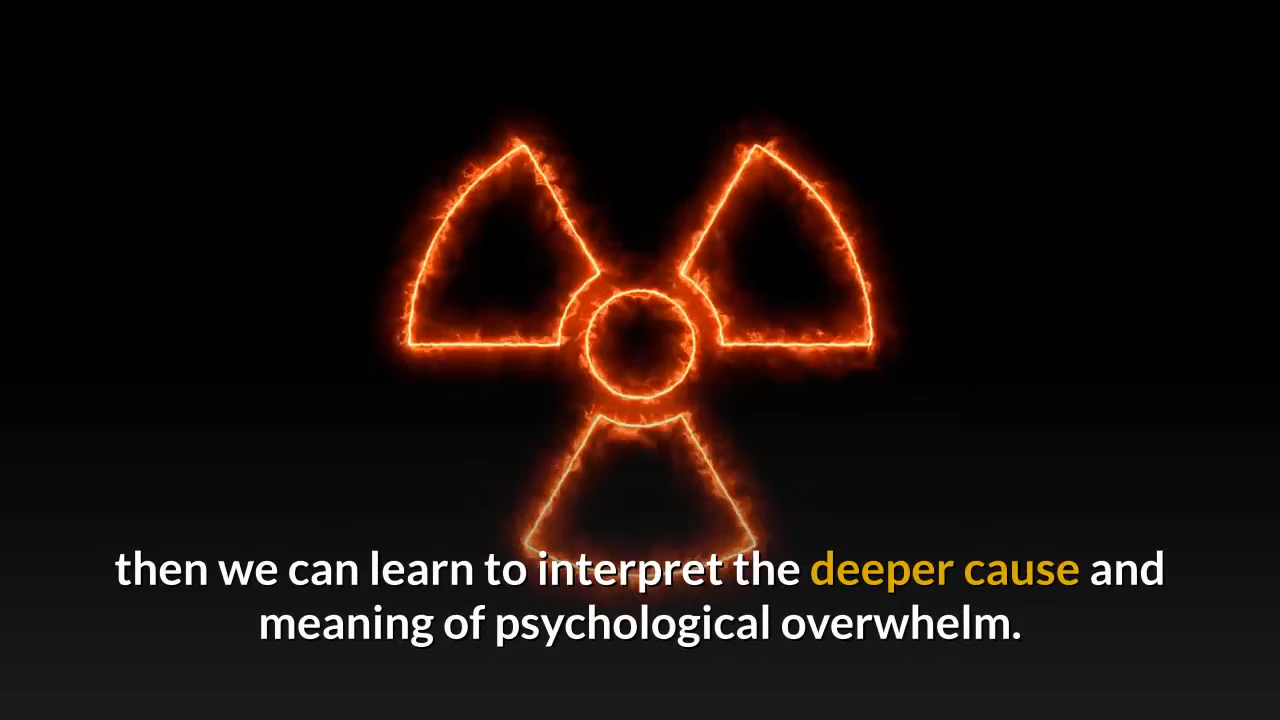 then we can learn to interpret the deeper cause and
meaning of psychological overwhelm.